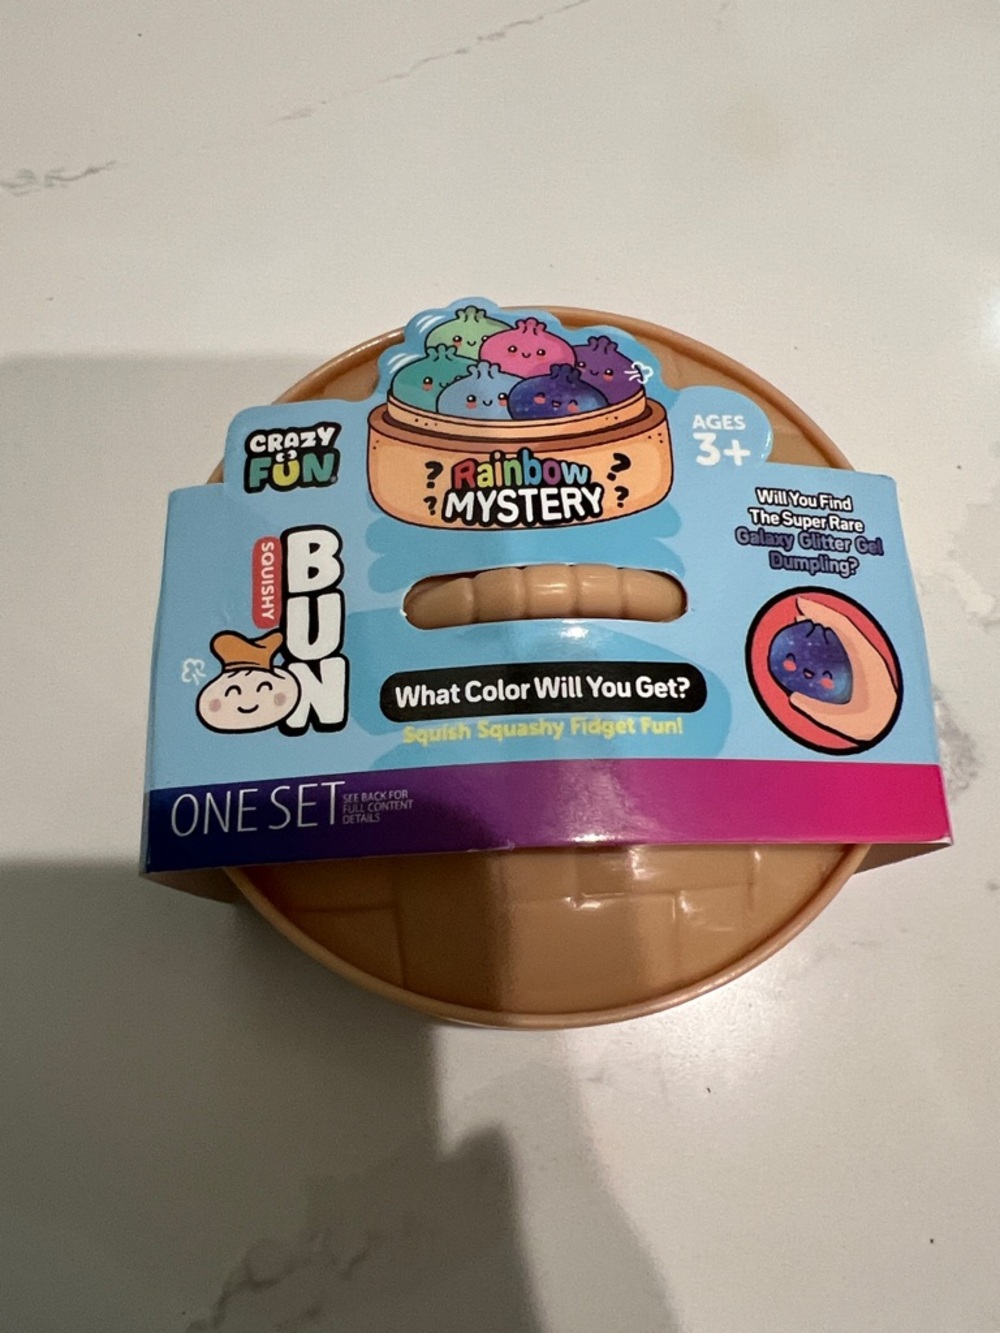 CRAZY
FUN
Rainbow
MYSTERY
AGES
3+
SQUISHY
BUN
Will You Find
The Super Rare
Galaxy Glitter Gel
Dumpling?
What Color Will You Get?
Squish Squashy Fidget Fun!
ONE SET
SEE BACK FOR
FULL CONTENT
DETAILS